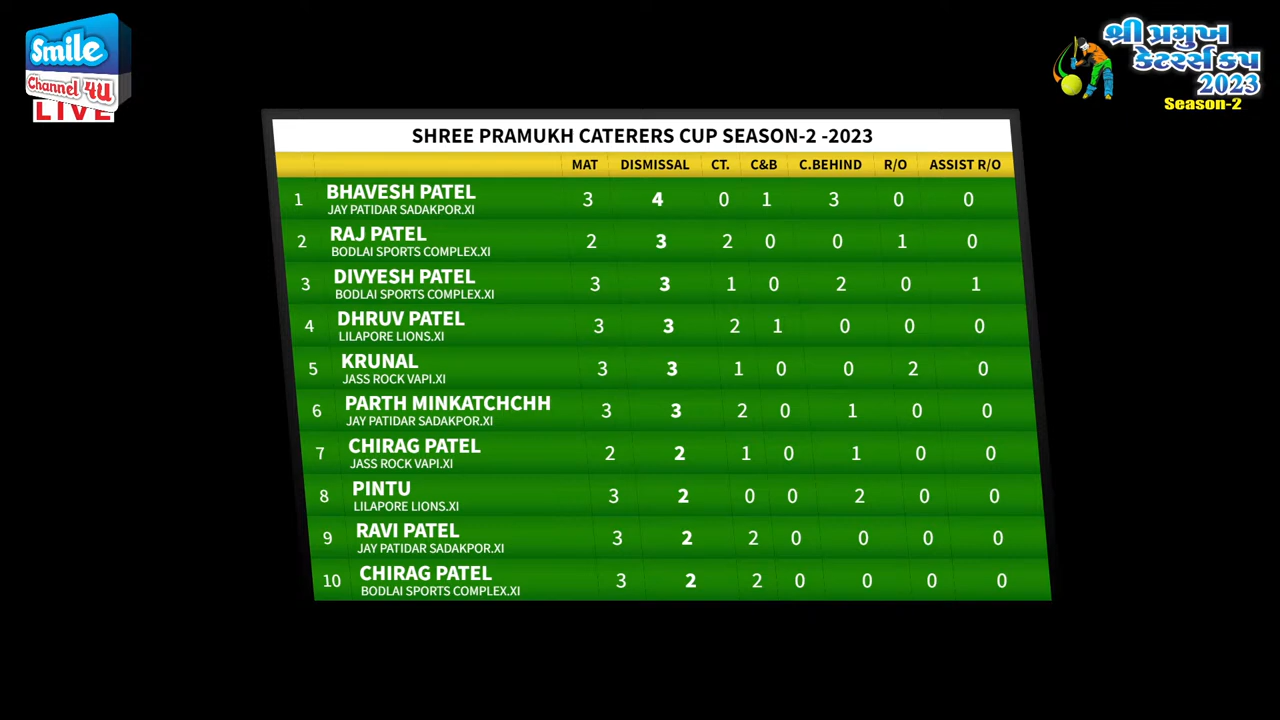 Smile
Channel 4U
LIVE
શ્રી પ્રમુખ
કેટરર્સ કપ
2023
Season-2
SHREE PRAMUKH CATERERS CUP SEASON-2 -2023
MAT DISMISSAL CT. C&B C.BEHIND R/O ASSIST R/O
1 BHAVESH PATEL 3 4 0 1 3 0 0
JAY PATIDAR SADAKPOR.XI
2 RAJ PATEL 2 3 2 0 0 1 0
BODLAI SPORTS COMPLEX.XI
3 DIVYESH PATEL 3 3 1 0 2 0 1
BODLAI SPORTS COMPLEX.XI
4 DHRUV PATEL 3 3 2 1 0 0 0
LILAPORE LIONS.XI
5 KRUNAL 3 3 1 0 0 2 0
JASS ROCK VAPI.XI
6 PARTH MINKATCHCHH 3 3 2 0 1 0 0
JAY PATIDAR SADAKPOR.XI
7 CHIRAG PATEL 2 2 1 0 1 0 0
JASS ROCK VAPI.XI
8 PINTU 3 2 0 0 2 0 0
LILAPORE LIONS.XI
9 RAVI PATEL 3 2 2 0 0 0 0
JAY PATIDAR SADAKPOR.XI
10 CHIRAG PATEL 3 2 2 0 0 0 0
BODLAI SPORTS COMPLEX.XI